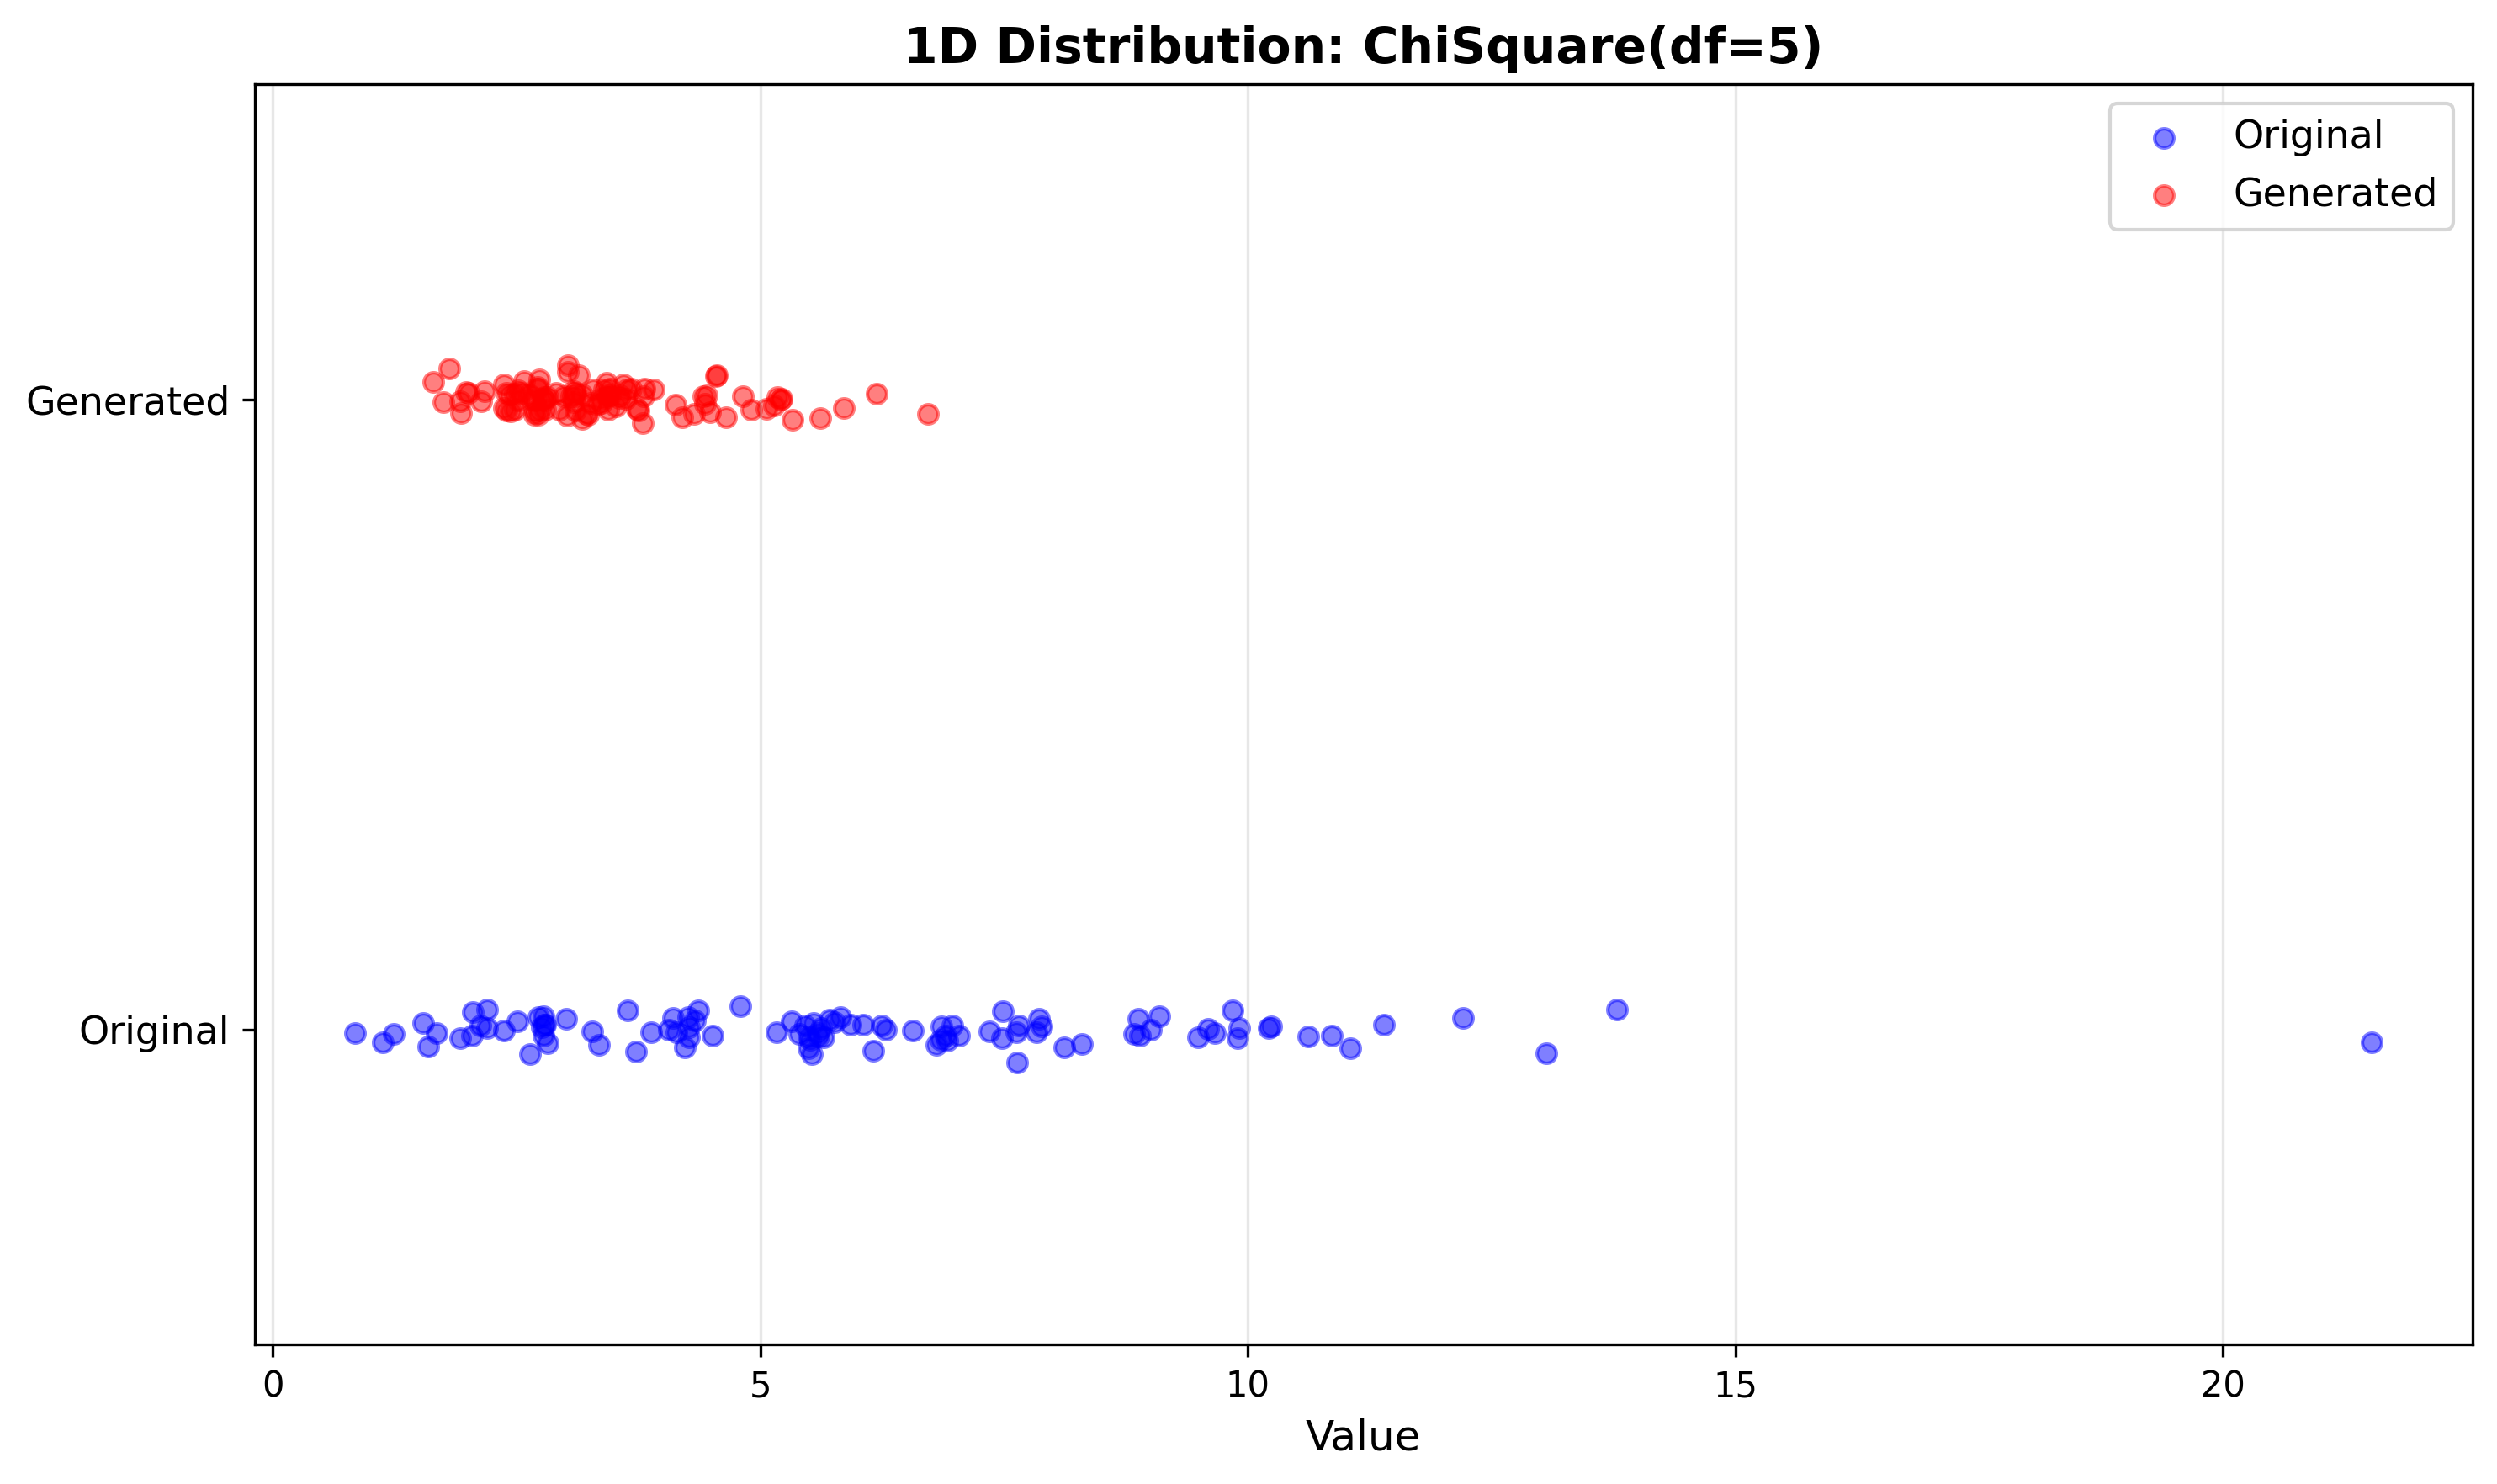 1D Distribution: ChiSquare(df=5)
Original
Generated
Generated
Original
0
5
10
15
20
Value